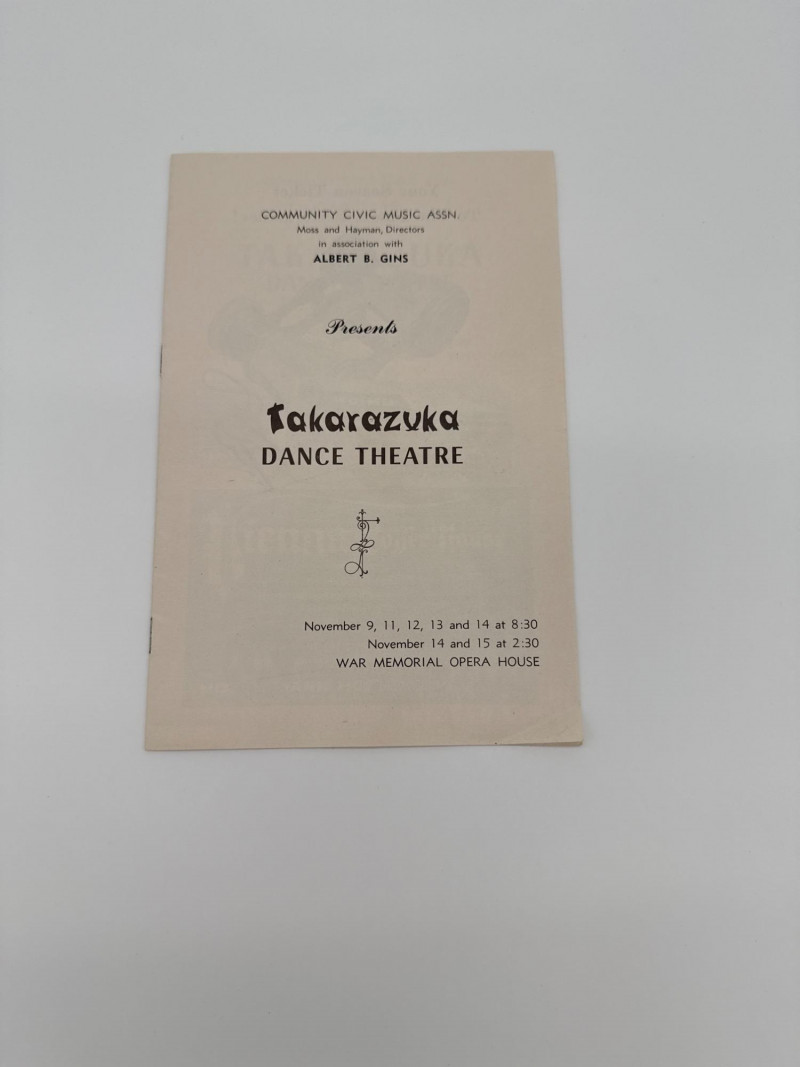 COMMUNITY CIVIC MUSIC ASSN.
Moss and Hayman, Directors
in association with
ALBERT B. GINS
Presents
Takarazuka
DANCE THEATRE
November 9, 11, 12, 13 and 14 at 8:30
November 14 and 15 at 2:30
WAR MEMORIAL OPERA HOUSE